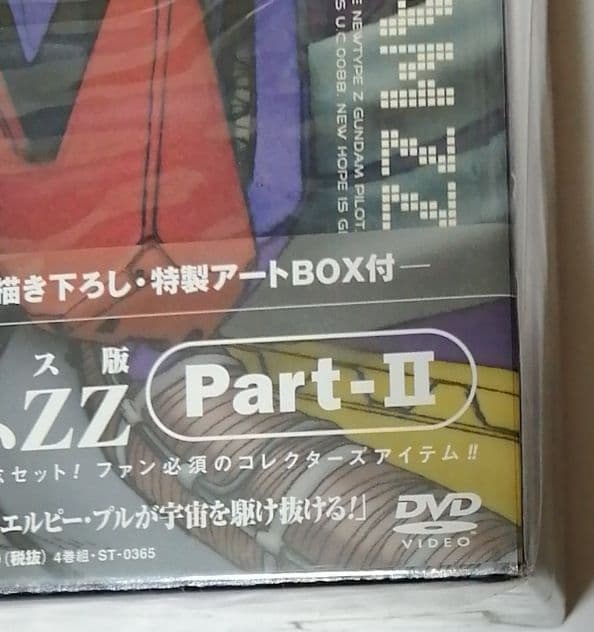 E NEWTYPE Z GUNDAM PILOT
S U.C.0088. NEW HOPE IS GI
AM ZZ
描き下ろし・特製アートBOX付
ス版
ZZ
Part-II
セット! ファン必須のコレクターズアイテム!!
エルピー・プルが宇宙を駆け抜ける!」
DVD
VIDEO
(税抜) 4巻組・ST-0365